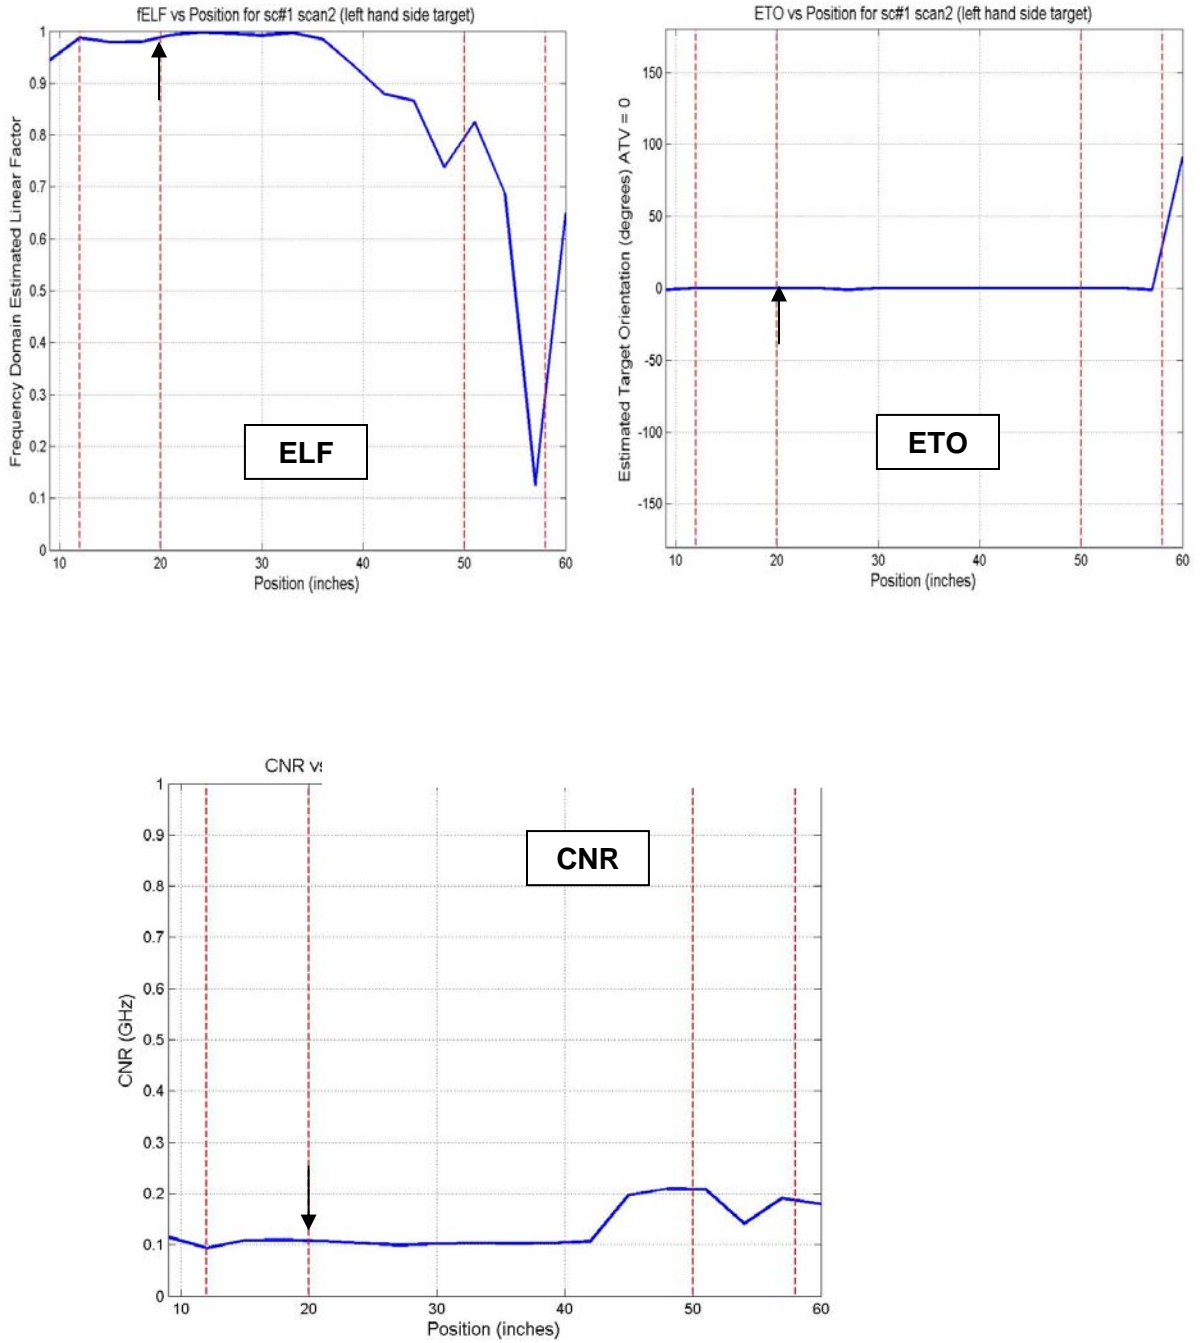 fELF vs Position for sc#1 scan2 (left hand side target)
1
0.9
0.8
0.7
0.6
0.5
0.4
0.3
0.2
0.1
0
Frequency Domain Estimated Linear Factor
ELF
10 20 30 40 50 60
Position (inches)
ETO vs Position for sc#1 scan2 (left hand side target)
150
100
50
0
-50
-100
-150
Estimated Target Orientation (degrees) ATV = 0
ETO
10 20 30 40 50 60
Position (inches)
CNR vs
1
0.9
0.8
0.7
0.6
0.5
0.4
0.3
0.2
0.1
0
CNR (GHz)
CNR
10 20 30 40 50 60
Position (inches)